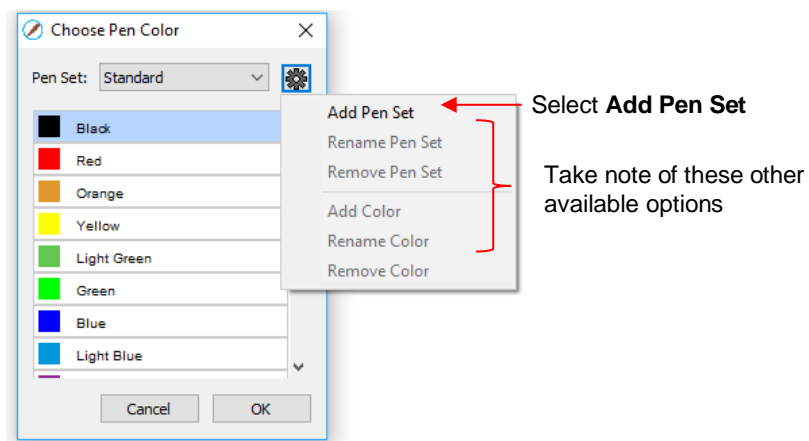 Choose Pen Color
Pen Set: Standard
Black
Red
Orange
Yellow
Light Green
Green
Blue
Light Blue
Cancel OK
Add Pen Set
Rename Pen Set
Remove Pen Set
Add Color
Rename Color
Remove Color
Select Add Pen Set
Take note of these other
available options